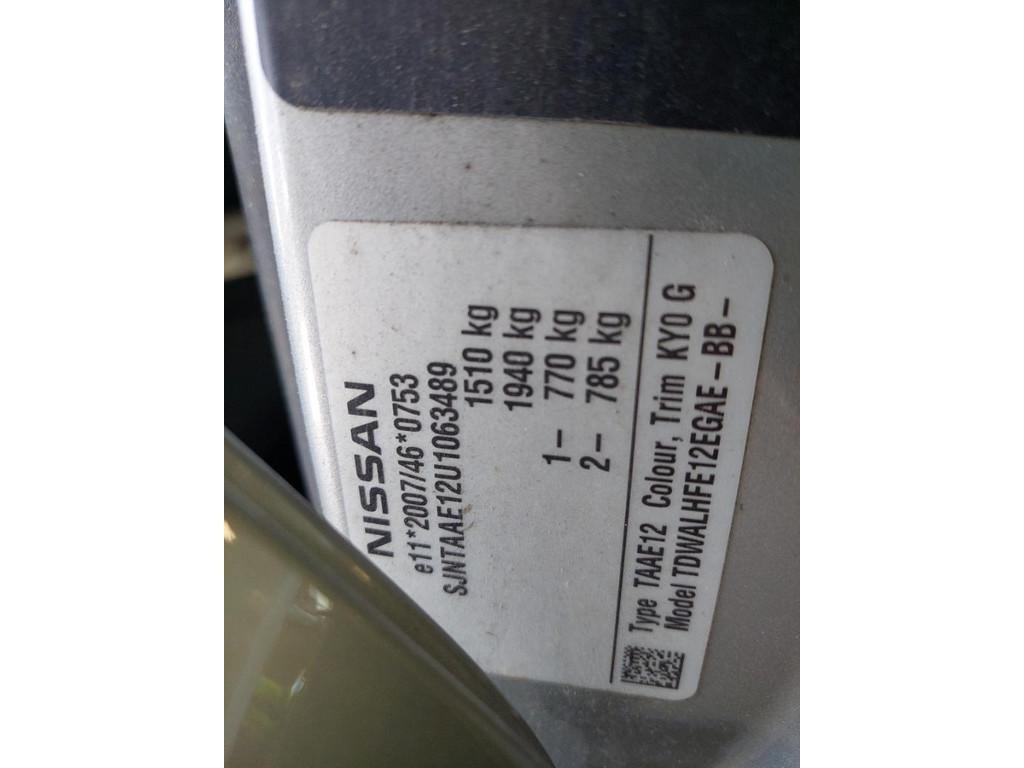 NISSAN
e11*2007/46*0753
SJNTAAE12U1063489
1510 kg
1940 kg
1– 770 kg
2– 785 kg
Type TAAE12 Colour, Trim KY0 G
Model TDWALHFE12EGAE–BB–